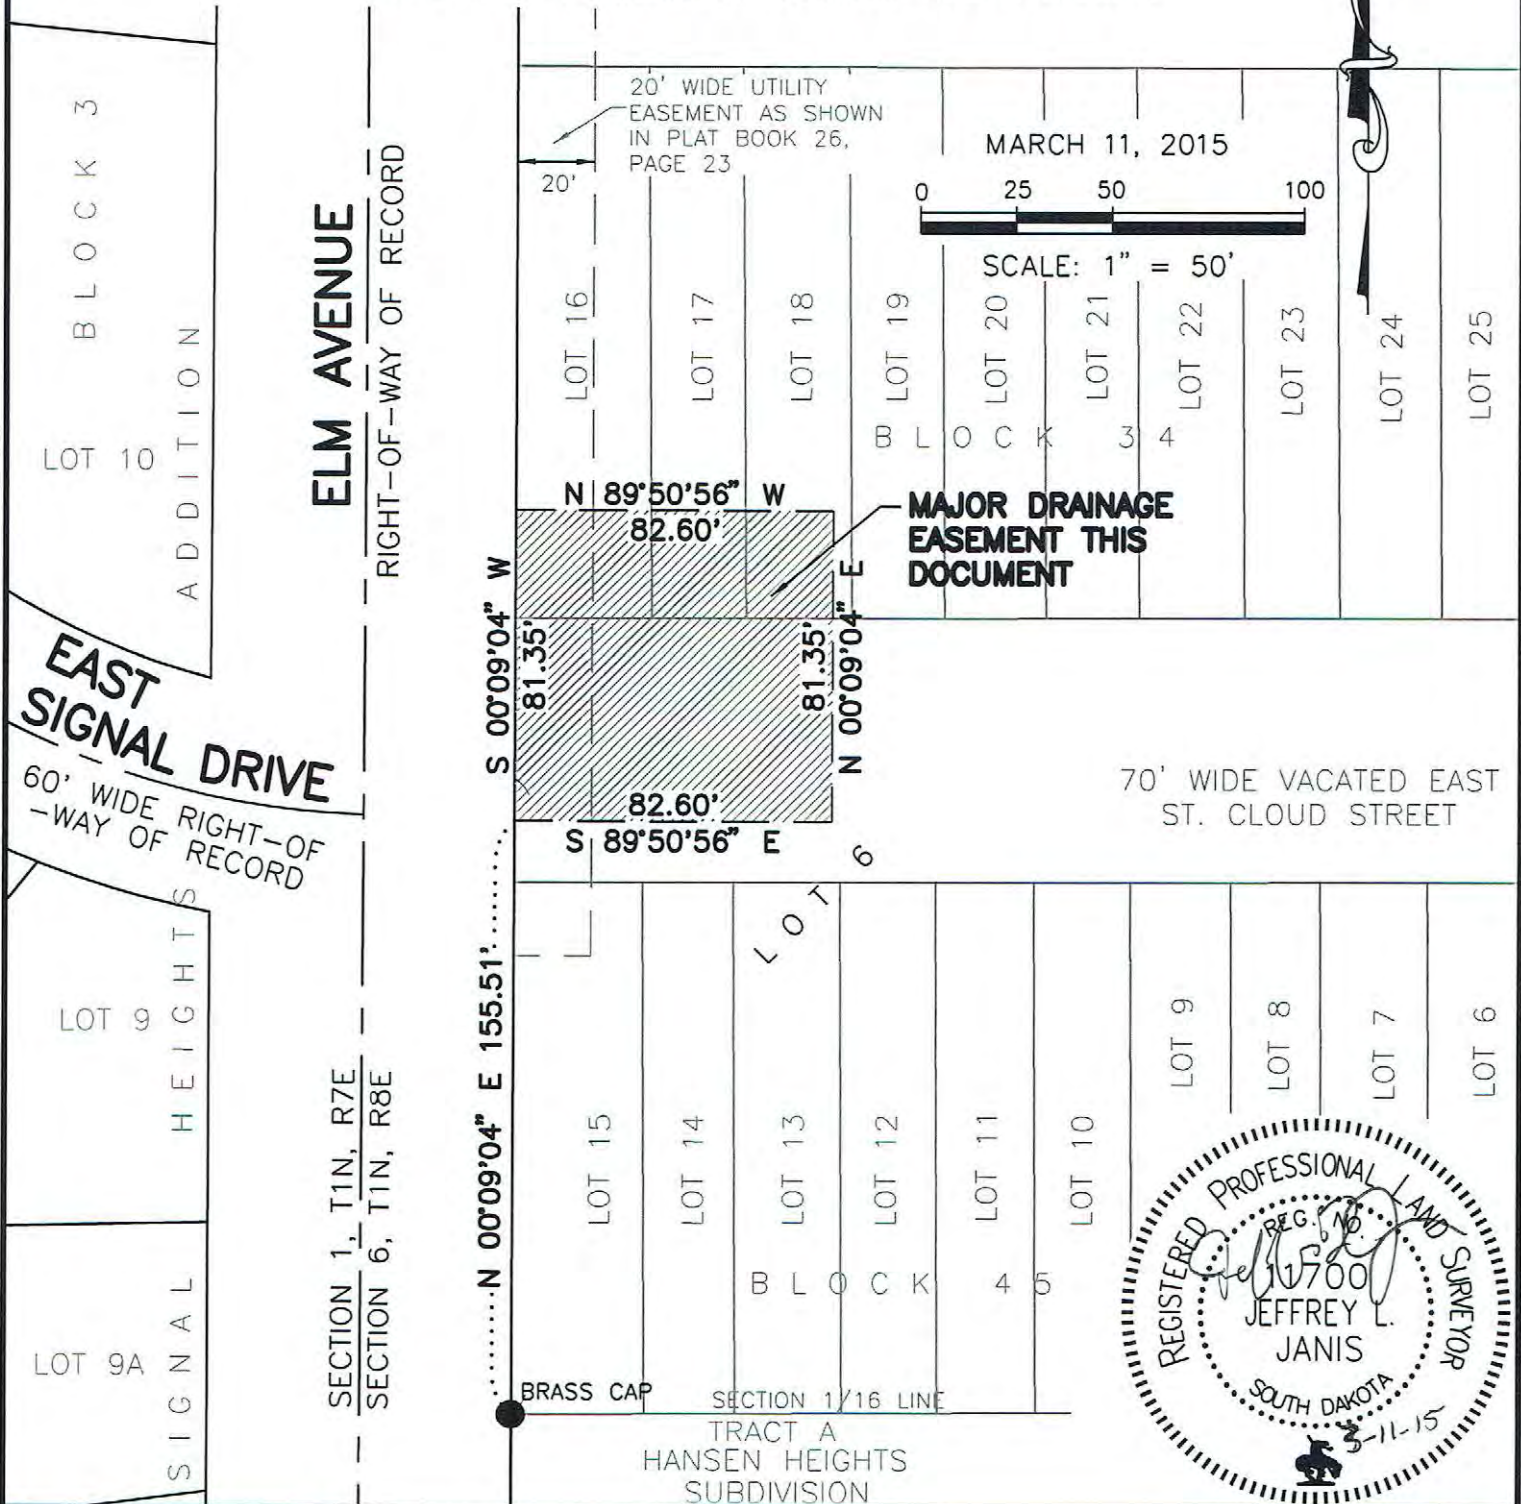 20' WIDE UTILITY
EASEMENT AS SHOWN
IN PLAT BOOK 26,
PAGE 23
20'
MARCH 11, 2015
0 25 50 100
SCALE: 1" = 50'
BLOCK 3
LOT 10
ADDITION
ELM AVENUE
RIGHT-OF-WAY OF RECORD
LOT 16
LOT 17
LOT 18
LOT 19
LOT 20
LOT 21
LOT 22
LOT 23
LOT 24
LOT 25
BLOCK 34
N 89°50'56" W
82.60'
MAJOR DRAINAGE
EASEMENT THIS
DOCUMENT
S 00°09'04" W
81.35'
81.35'
N 00°09'04" E
82.60'
S 89°50'56" E
EAST
SIGNAL DRIVE
60' WIDE RIGHT-OF
-WAY OF RECORD
70' WIDE VACATED EAST
ST. CLOUD STREET
LOT 6
LOT 9
SIGNAL HEIGHTS
LOT 9A
SECTION 1, T1N, R7E
SECTION 6, T1N, R8E
N 00°09'04" E 155.51'
LOT 15
LOT 14
LOT 13
LOT 12
LOT 11
LOT 10
LOT 9
LOT 8
LOT 7
LOT 6
BLOCK 45
BRASS CAP
SECTION 1/16 LINE
TRACT A
HANSEN HEIGHTS
SUBDIVISION
REGISTERED PROFESSIONAL LAND SURVEYOR
REG. NO.
11700
JEFFREY L.
JANIS
SOUTH DAKOTA
3-11-15